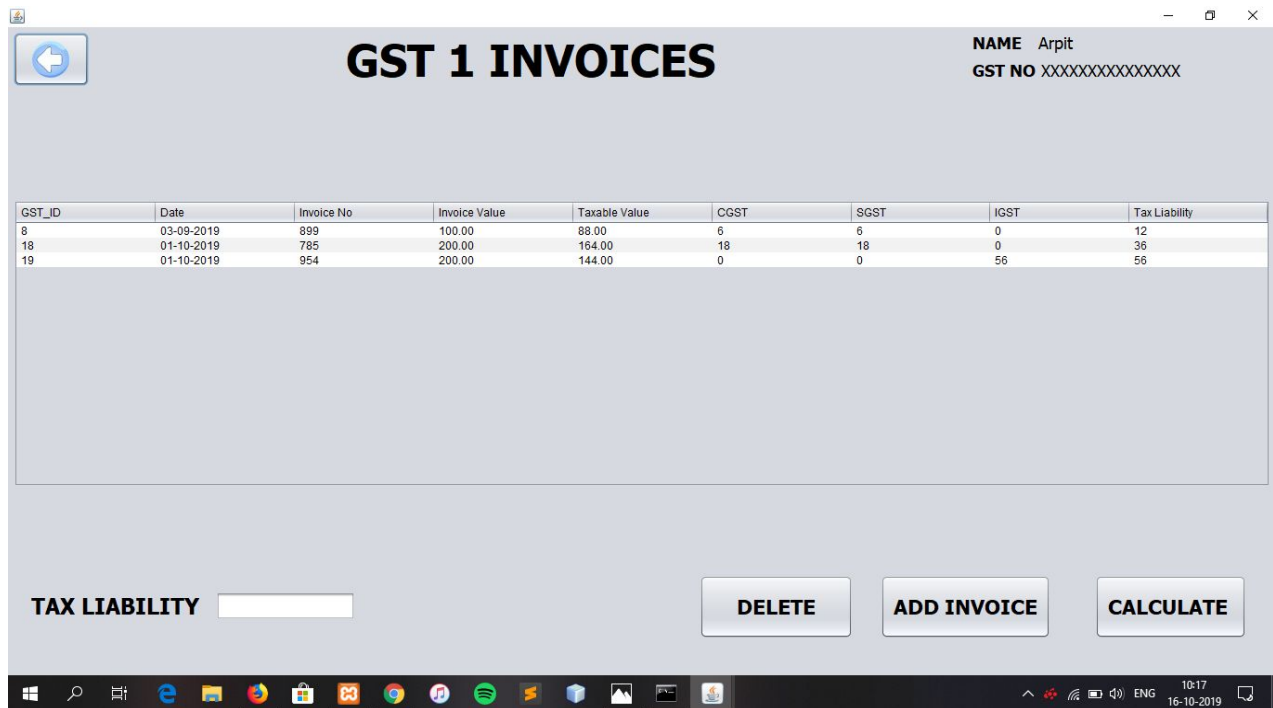 GST 1 INVOICES
NAME Arpit
GST NO XXXXXXXXXXXXXXX
GST_ID Date Invoice No Invoice Value Taxable Value CGST SGST IGST Tax Liability
8 03-09-2019 899 100.00 88.00 6 6 0 12
18 01-10-2019 785 200.00 164.00 18 18 0 36
19 01-10-2019 954 200.00 144.00 0 0 56 56
TAX LIABILITY
DELETE ADD INVOICE CALCULATE
ENG
10:17
16-10-2019